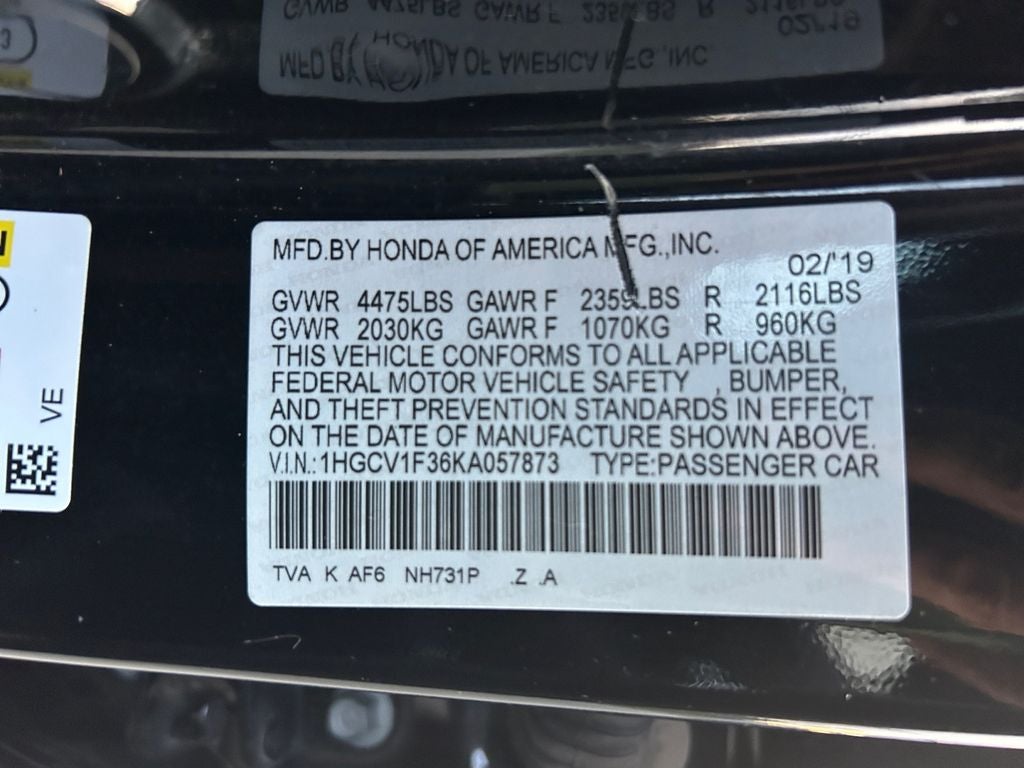 MFD.BY HONDA OF AMERICA MFG.,INC.
02/'19
GVWR 4475LBS GAWR F 2359LBS R 2116LBS
GVWR 2030KG GAWR F 1070KG R 960KG
THIS VEHICLE CONFORMS TO ALL APPLICABLE
FEDERAL MOTOR VEHICLE SAFETY , BUMPER,
AND THEFT PREVENTION STANDARDS IN EFFECT
ON THE DATE OF MANUFACTURE SHOWN ABOVE.
V.I.N.:1HGCV1F36KA057873 TYPE:PASSENGER CAR
TVA K AF6 NH731P .Z .A
VE